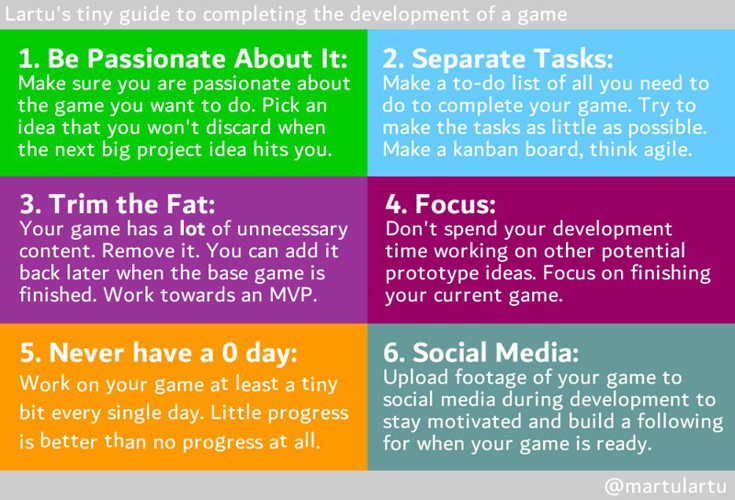 Lartu's tiny guide to completing the development of a game
1. Be Passionate About It:
Make sure you are passionate about
the game you want to do. Pick an
idea that you won't discard when
the next big project idea hits you.
2. Separate Tasks:
Make a to-do list of all you need to
do to complete your game. Try to
make the tasks as little as possible.
Make a kanban board, think agile.
3. Trim the Fat:
Your game has a lot of unnecessary
content. Remove it. You can add it
back later when the base game is
finished. Work towards an MVP.
4. Focus:
Don't spend your development
time working on other potential
prototype ideas. Focus on finishing
your current game.
5. Never have a 0 day:
Work on your game at least a tiny
bit every single day. Little progress
is better than no progress at all.
6. Social Media:
Upload footage of your game to
social media during development to
stay motivated and build a following
for when your game is ready.
@martulartu